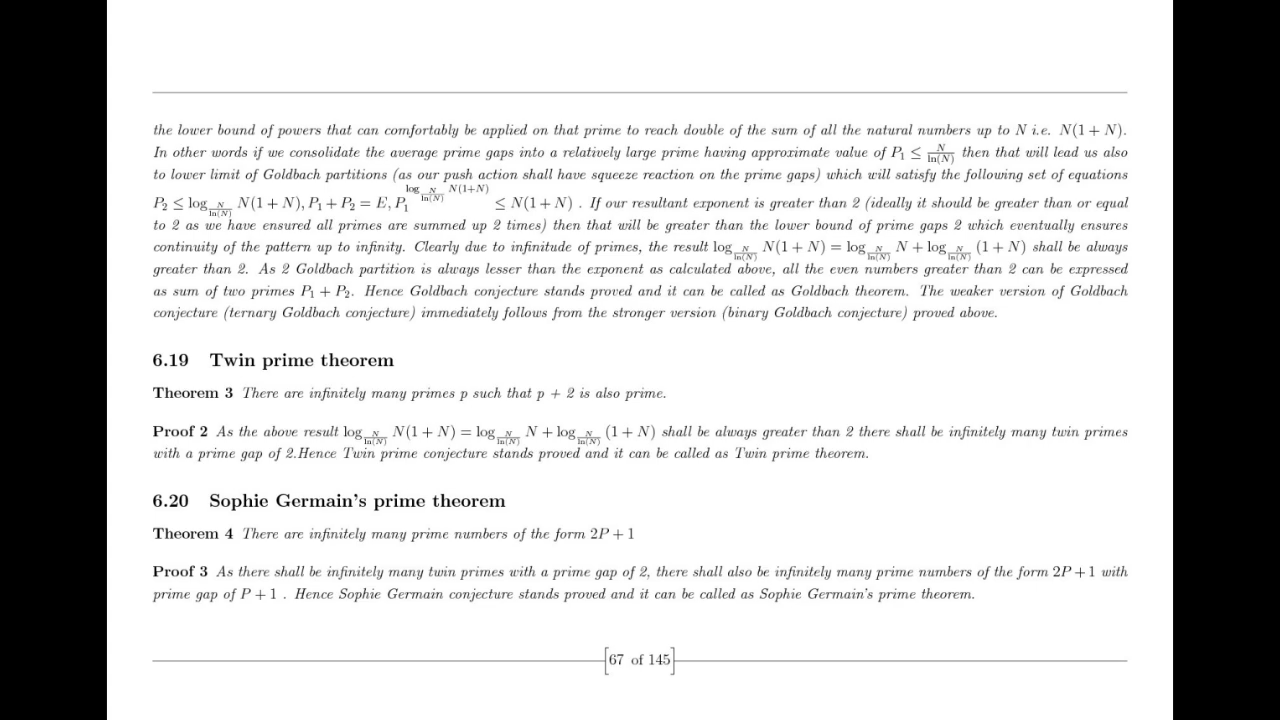 the lower bound of powers that can comfortably be applied on that prime to reach double of the sum of all the natural numbers up to N i.e. N(1 + N).
In other words if we consolidate the average prime gaps into a relatively large prime having approximate value of P₁ ≤ N/ln(N) then that will lead us also
to lower limit of Goldbach partitions (as our push action shall have squeeze reaction on the prime gaps) which will satisfy the following set of equations
P₂ ≤ log_{N/ln(N)} N(1 + N), P₁ + P₂ = E, P₁^{log_{N/ln(N)} N(1+N)} ≤ N(1 + N) . If our resultant exponent is greater than 2 (ideally it should be greater than or equal
to 2 as we have ensured all primes are summed up 2 times) then that will be greater than the lower bound of prime gaps 2 which eventually ensures
continuity of the pattern up to infinity. Clearly due to infinitude of primes, the result log_{N/ln(N)} N(1 + N) = log_{N/ln(N)} N + log_{N/ln(N)} (1 + N) shall be always
greater than 2. As 2 Goldbach partition is always lesser than the exponent as calculated above, all the even numbers greater than 2 can be expressed
as sum of two primes P₁ + P₂. Hence Goldbach conjecture stands proved and it can be called as Goldbach theorem. The weaker version of Goldbach
conjecture (ternary Goldbach conjecture) immediately follows from the stronger version (binary Goldbach conjecture) proved above.
6.19 Twin prime theorem
Theorem 3 There are infinitely many primes p such that p + 2 is also prime.
Proof 2 As the above result log_{N/ln(N)} N(1 + N) = log_{N/ln(N)} N + log_{N/ln(N)} (1 + N) shall be always greater than 2 there shall be infinitely many twin primes
with a prime gap of 2.Hence Twin prime conjecture stands proved and it can be called as Twin prime theorem.
6.20 Sophie Germain's prime theorem
Theorem 4 There are infinitely many prime numbers of the form 2P + 1
Proof 3 As there shall be infinitely many twin primes with a prime gap of 2, there shall also be infinitely many prime numbers of the form 2P + 1 with
prime gap of P + 1 . Hence Sophie Germain conjecture stands proved and it can be called as Sophie Germain's prime theorem.
[67 of 145]